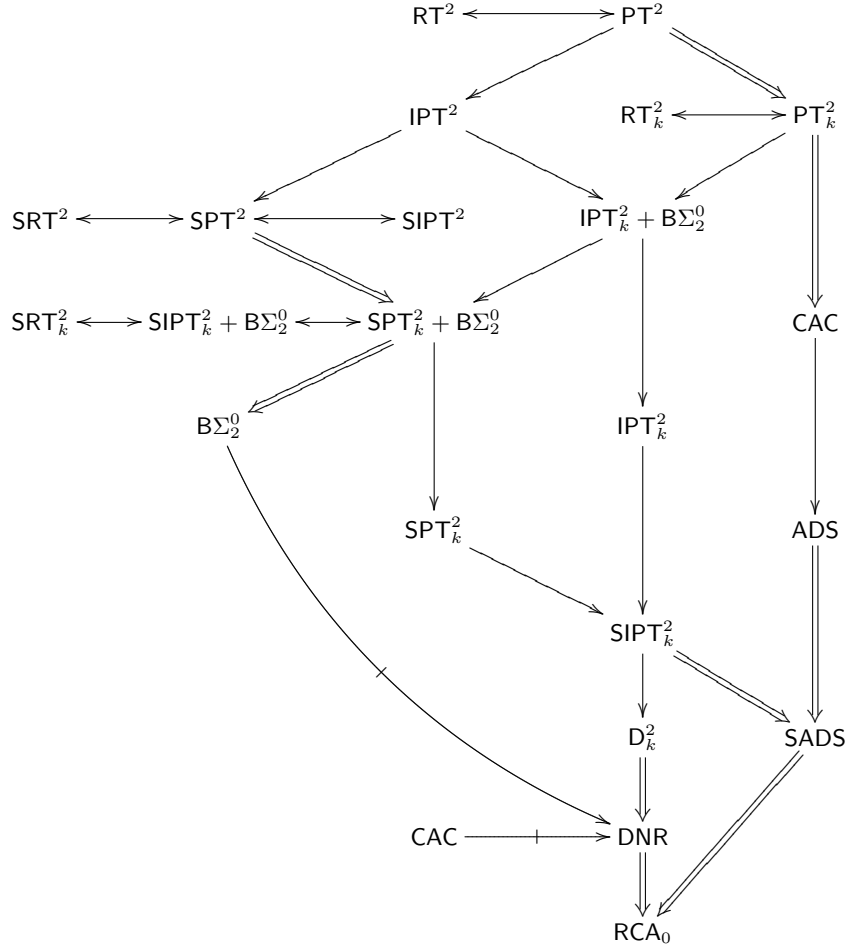 RT² PT²
IPT² RT²ₖ PT²ₖ
SRT² SPT² SIPT² IPT²ₖ + BΣ⁰₂
SRT²ₖ SIPT²ₖ + BΣ⁰₂ SPT²ₖ + BΣ⁰₂ CAC
BΣ⁰₂ IPT²ₖ
SPT²ₖ ADS
SIPT²ₖ
D²ₖ SADS
CAC DNR
RCA₀